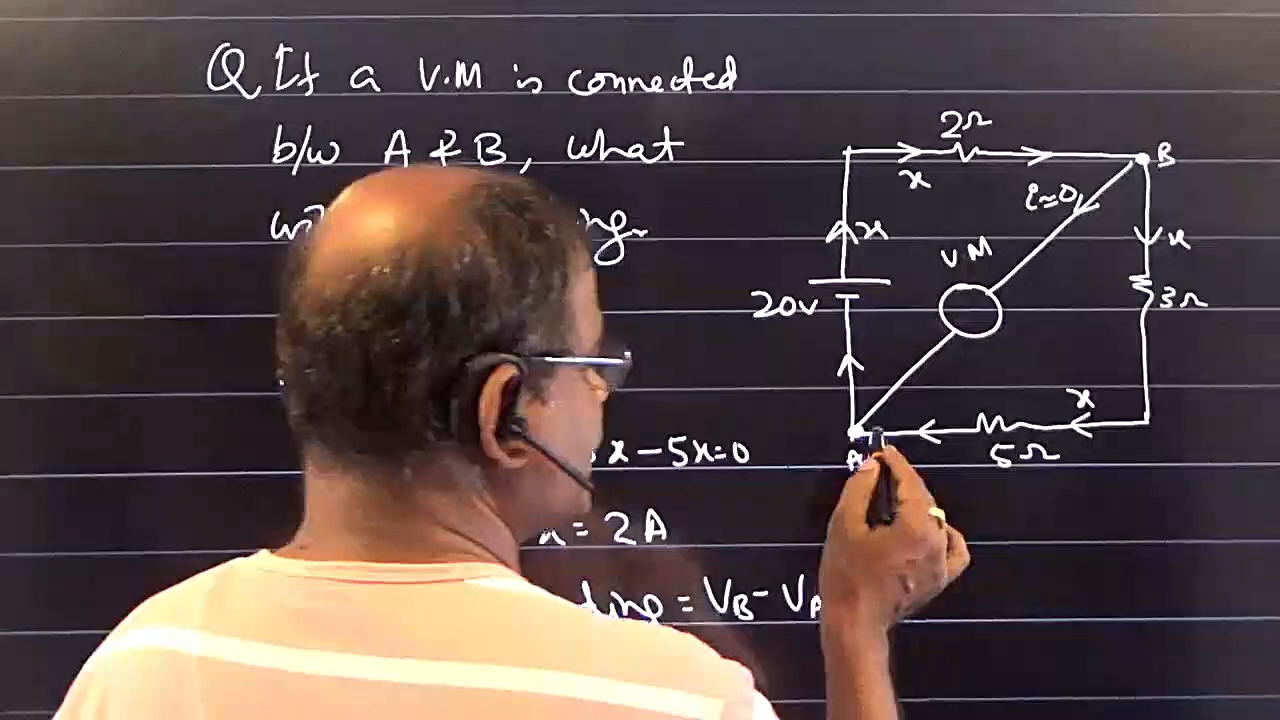 Q If a V.M is connected
b/w A & B, what
2Ω
B
x
i≈0
x
VM
x
20V
3Ω
x
A
5Ω
x - 5x = 0
x = 2A
= VB - VA